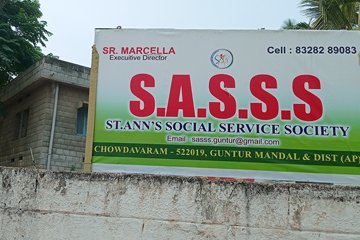 SR. MARCELLA
Executive Director
Cell : 83282 89083
S.A.S.S.S
ST.ANN'S SOCIAL SERVICE SOCIETY
Email : sasss.guntur@gmail.com
CHOWDAVARAM - 522019, GUNTUR MANDAL & DIST (AP)